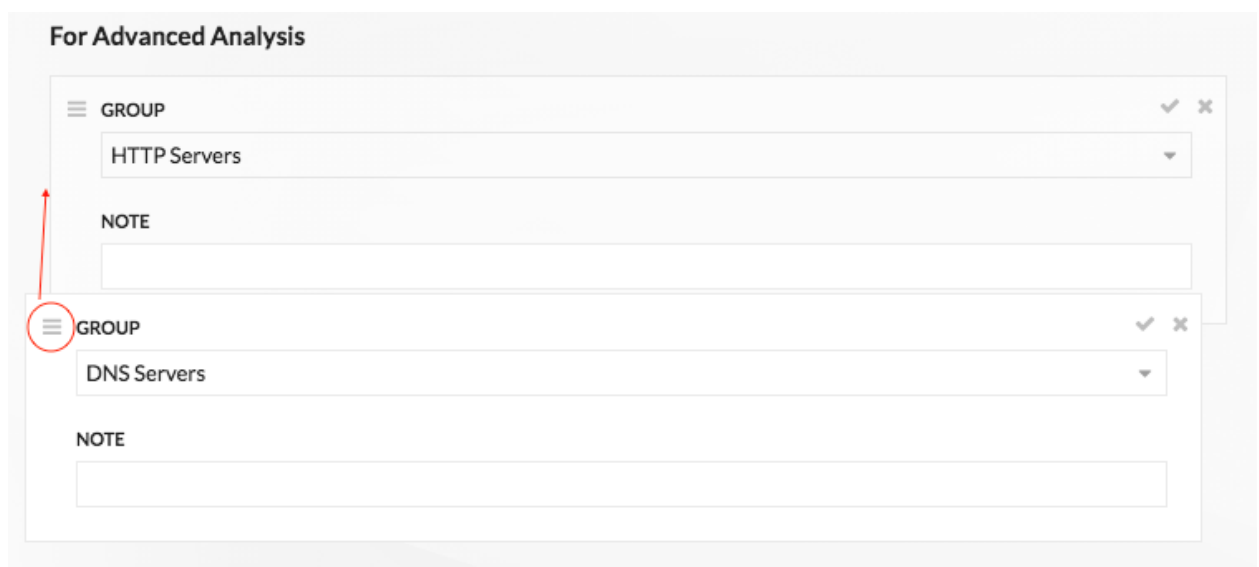 For Advanced Analysis
GROUP
HTTP Servers
NOTE
GROUP
DNS Servers
NOTE